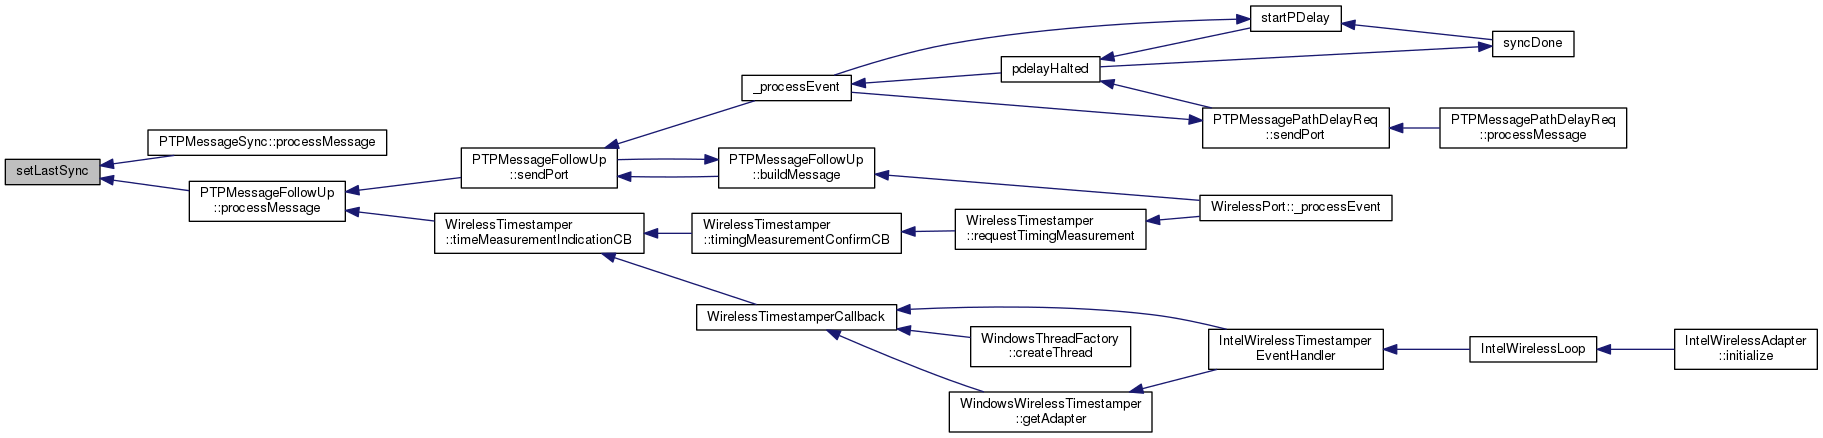 setLastSync
PTPMessageSync::processMessage
PTPMessageFollowUp
::processMessage
PTPMessageFollowUp
::sendPort
WirelessTimestamper
::timeMeasurementIndicationCB
_processEvent
PTPMessageFollowUp
::buildMessage
WirelessTimestamper
::timingMeasurementConfirmCB
WirelessTimestamperCallback
pdelayHalted
WirelessTimestamper
::requestTimingMeasurement
WindowsThreadFactory
::createThread
WindowsWirelessTimestamper
::getAdapter
startPDelay
PTPMessagePathDelayReq
::sendPort
WirelessPort::_processEvent
IntelWirelessTimestamper
EventHandler
syncDone
PTPMessagePathDelayReq
::processMessage
IntelWirelessLoop
IntelWirelessAdapter
::initialize